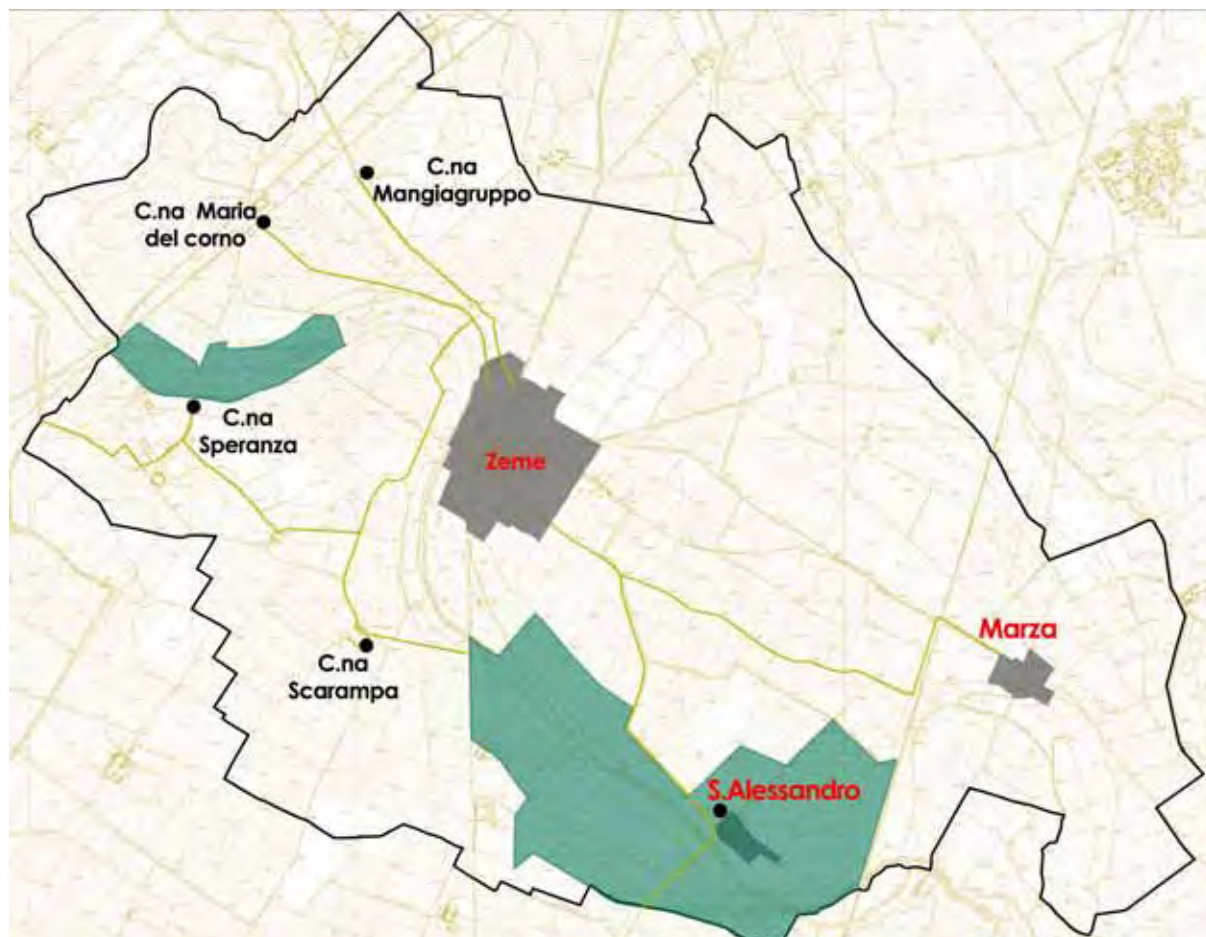 C.na
Mangiagruppo
C.na Maria
del corno
C.na
Speranza
Zeme
Marza
C.na
Scarampa
S.Alessandro